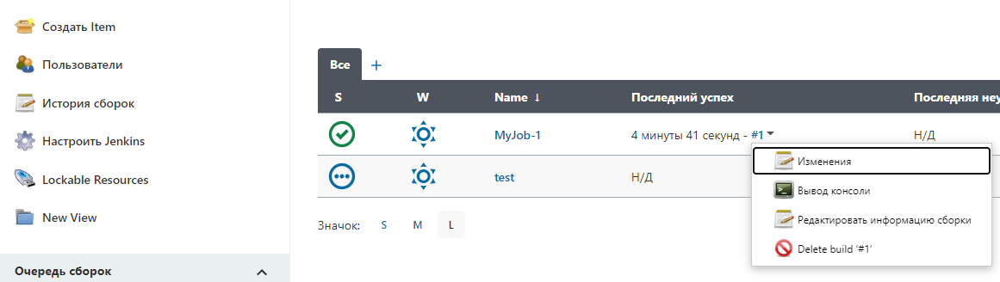 Создать Item
Пользователи
История сборок
Настроить Jenkins
Lockable Resources
New View
Очередь сборок
Все +
S W Name ↓ Последний успех Последняя неу
MyJob-1 4 минуты 41 секунд - #1 Н/Д
test Н/Д
Изменения
Вывод консоли
Редактировать информацию сборки
Delete build ‘#1’
Значок: S M L